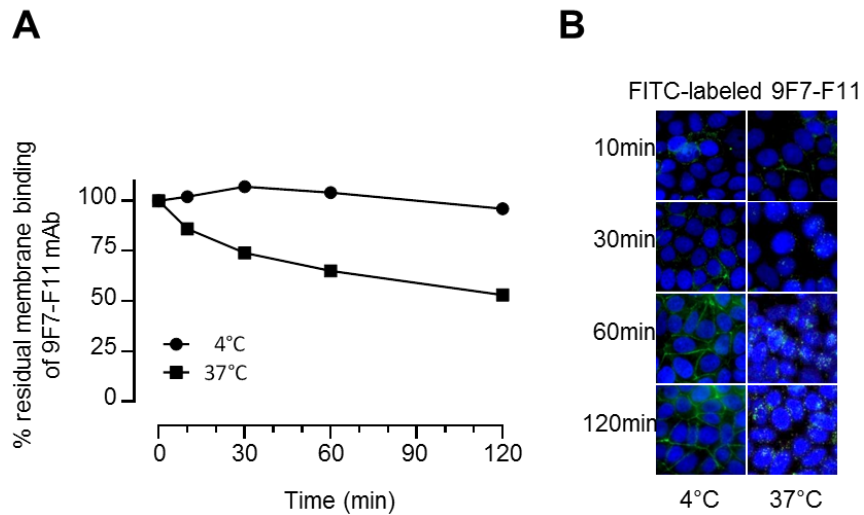 A
B
% residual membrane binding
of 9F7-F11 mAb
100
75
50
25
0
4°C
37°C
0
30
60
90
120
Time (min)
FITC-labeled 9F7-F11
10min
30min
60min
120min
4°C
37°C